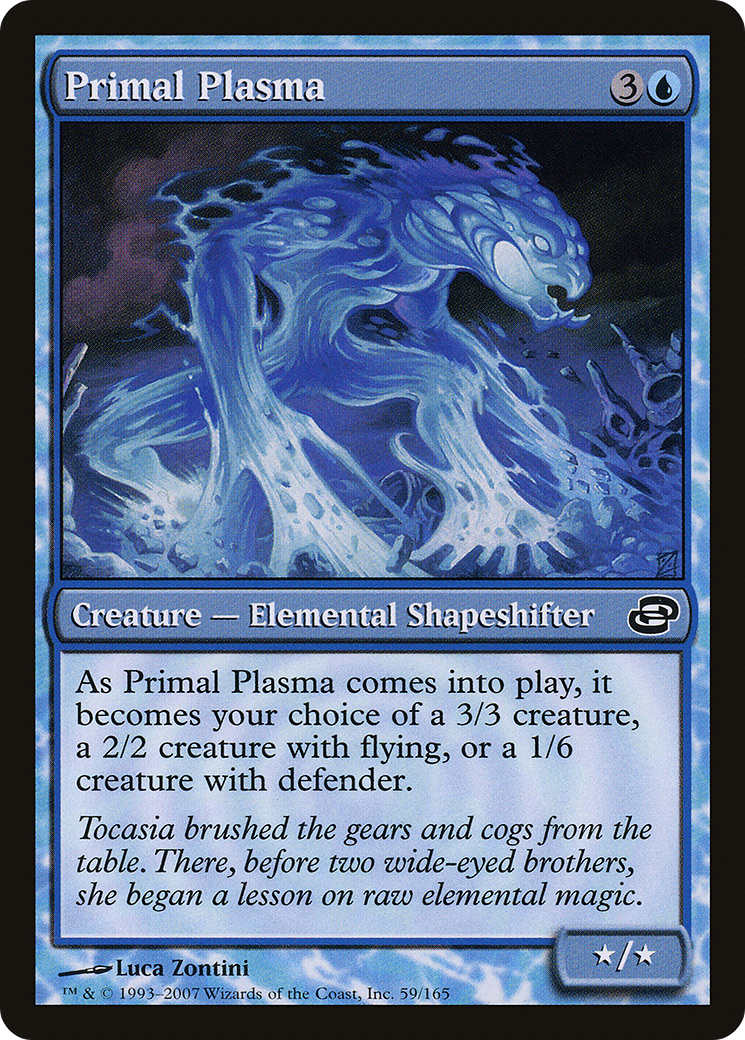 Primal Plasma 3
Creature — Elemental Shapeshifter
As Primal Plasma comes into play, it
becomes your choice of a 3/3 creature,
a 2/2 creature with flying, or a 1/6
creature with defender.
Tocasia brushed the gears and cogs from the
table. There, before two wide-eyed brothers,
she began a lesson on raw elemental magic.
★/★
Luca Zontini
™ & © 1993–2007 Wizards of the Coast, Inc. 59/165